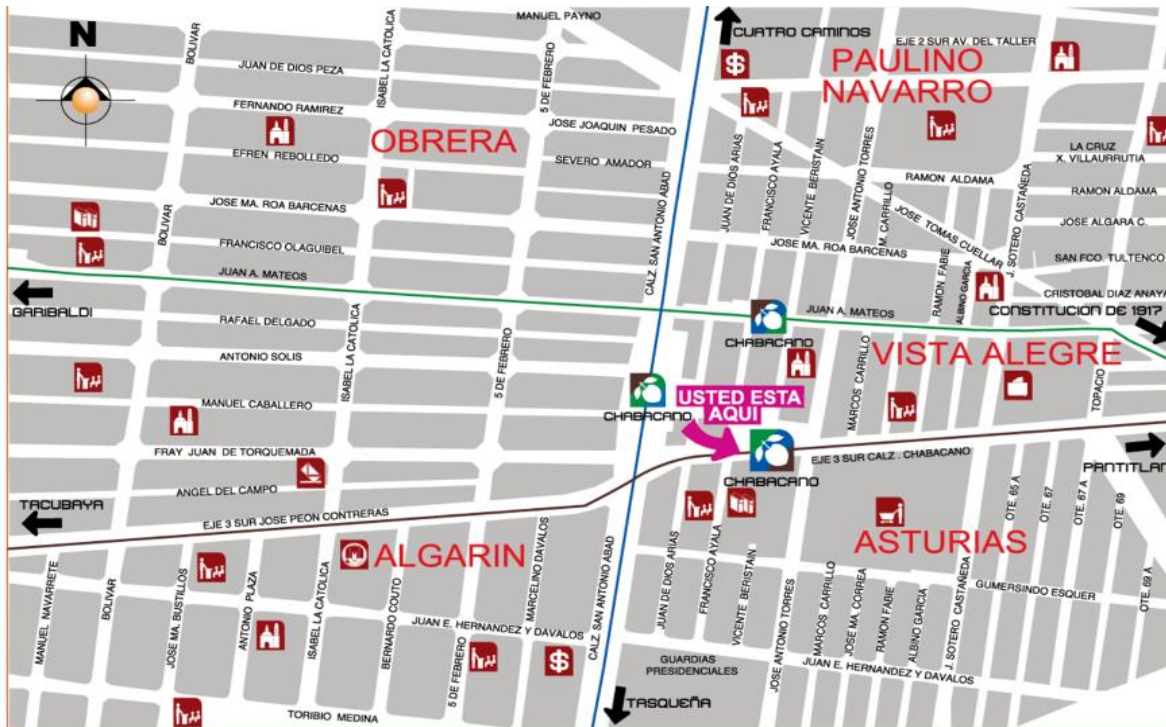 N
MANUEL PAYNO
CUATRO CAMINOS
EJE 2 SUR AV. DEL TALLER
BOLIVAR
ISABEL LA CATOLICA
5 DE FEBRERO
JUAN DE DIOS PEZA
$
PAULINO
NAVARRO
FERNANDO RAMIREZ
OBRERA
JOSE JOAQUIN PESADO
EFREN REBOLLEDO
SEVERO AMADOR
JUAN DE DIOS ARIAS
FRANCISCO AYALA
VICENTE BERISTAIN
JOSE ANTONIO TORRES
M. CARRILLO
LA CRUZ
X. VILLAURRUTIA
RAMON ALDAMA
RAMON ALDAMA
JOSE MA. ROA BARCENAS
JOSE TOMAS CUELLAR
J. SOTERO CASTAÑEDA
JOSE ALGARA C.
BOLIVAR
FRANCISCO OLAGUIBEL
CALZ. SAN ANTONIO ABAD
JOSE MA. ROA BARCENAS
RAMON FABIE
ALBINO GARCIA
SAN FCO. TULTENCO
JUAN A. MATEOS
CRISTOBAL DIAZ ANAYA
GARIBALDI
RAFAEL DELGADO
ISABEL LA CATOLICA
5 DE FEBRERO
JUAN A. MATEOS
CONSTITUCION DE 1917
CHABACANO
VISTA ALEGRE
ANTONIO SOLIS
MARCOS CARRILLO
TOPACIO
MANUEL CABALLERO
CHABACANO
USTED ESTA
AQUI
FRAY JUAN DE TORQUEMADA
EJE 3 SUR CALZ. CHABACANO
PANTITLAN
CHABACANO
ANGEL DEL CAMPO
TACUBAYA
EJE 3 SUR JOSE PEON CONTRERAS
OTE. 65 A
OTE. 67
OTE. 67 A
OTE. 69
ALGARIN
ASTURIAS
MANUEL NAVARRETE
BOLIVAR
JOSE MA. BUSTILLOS
ANTONIO PLAZA
ISABEL LA CATOLICA
BERNARDO COUTO
5 DE FEBRERO
MARCELINO DAVALOS
CALZ. SAN ANTONIO ABAD
JUAN DE DIOS ARIAS
FRANCISCO AYALA
VICENTE BERISTAIN
JOSE ANTONIO TORRES
MARCOS CARRILLO
JOSE MA. CORREA
RAMON FABIE
ALBINO GARCIA
J. SOTERO CASTAÑEDA
GUMERSINDO ESQUER
OTE. 69 A
JUAN E. HERNANDEZ Y DAVALOS
$
GUARDIAS
PRESIDENCIALES
JUAN E. HERNANDEZ Y DAVALOS
TORIBIO MEDINA
TASQUEÑA